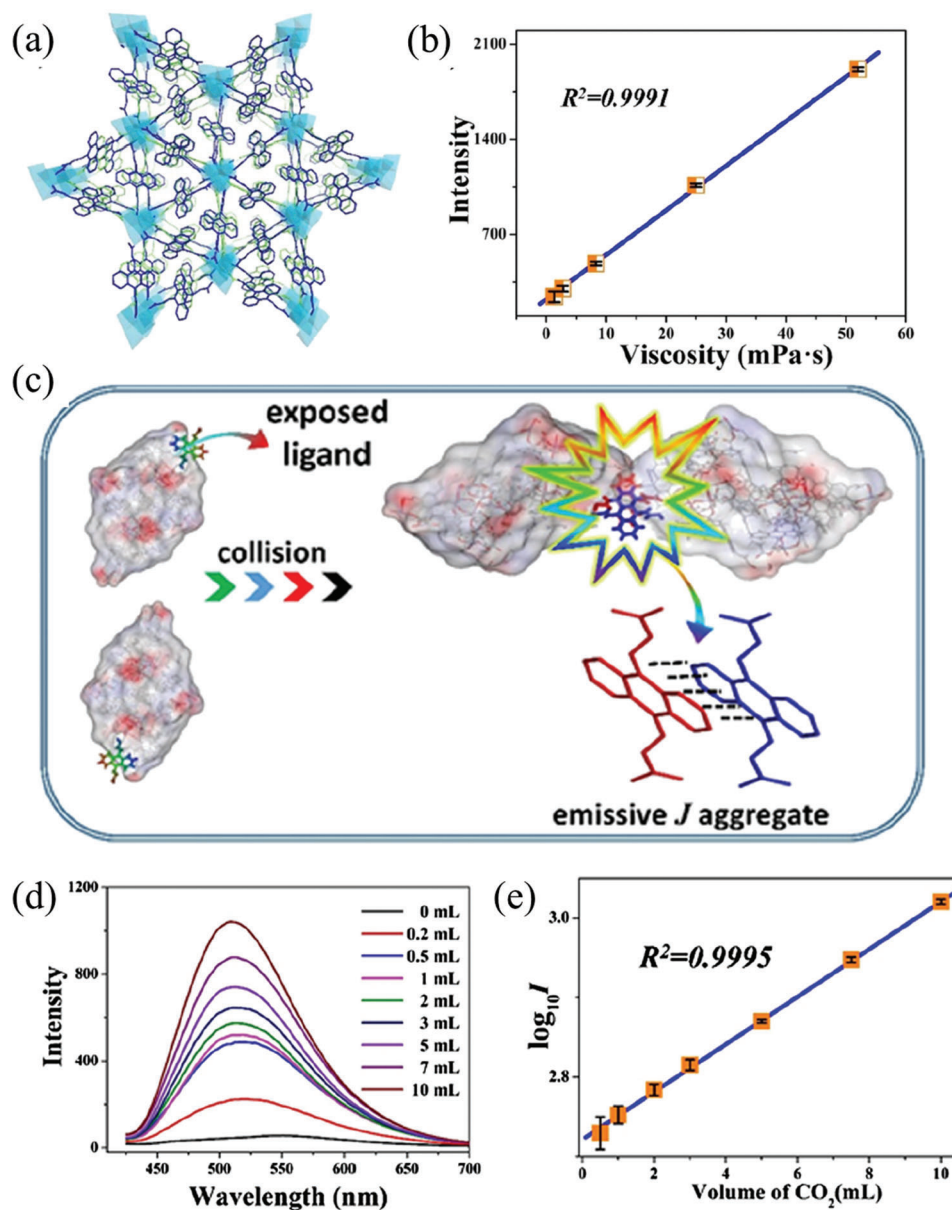 (a)
(b)
2100
1400
700
Intensity
R²=0.9991
0 10 20 30 40 50 60
Viscosity (mPa·s)
(c)
exposed
ligand
collision
emissive J aggregate
(d)
1200
800
400
0
Intensity
0 mL
0.2 mL
0.5 mL
1 mL
2 mL
3 mL
5 mL
7 mL
10 mL
450 500 550 600 650 700
Wavelength (nm)
(e)
3.0
2.8
log₁₀I
R²=0.9995
0 2 4 6 8 10
Volume of CO₂(mL)